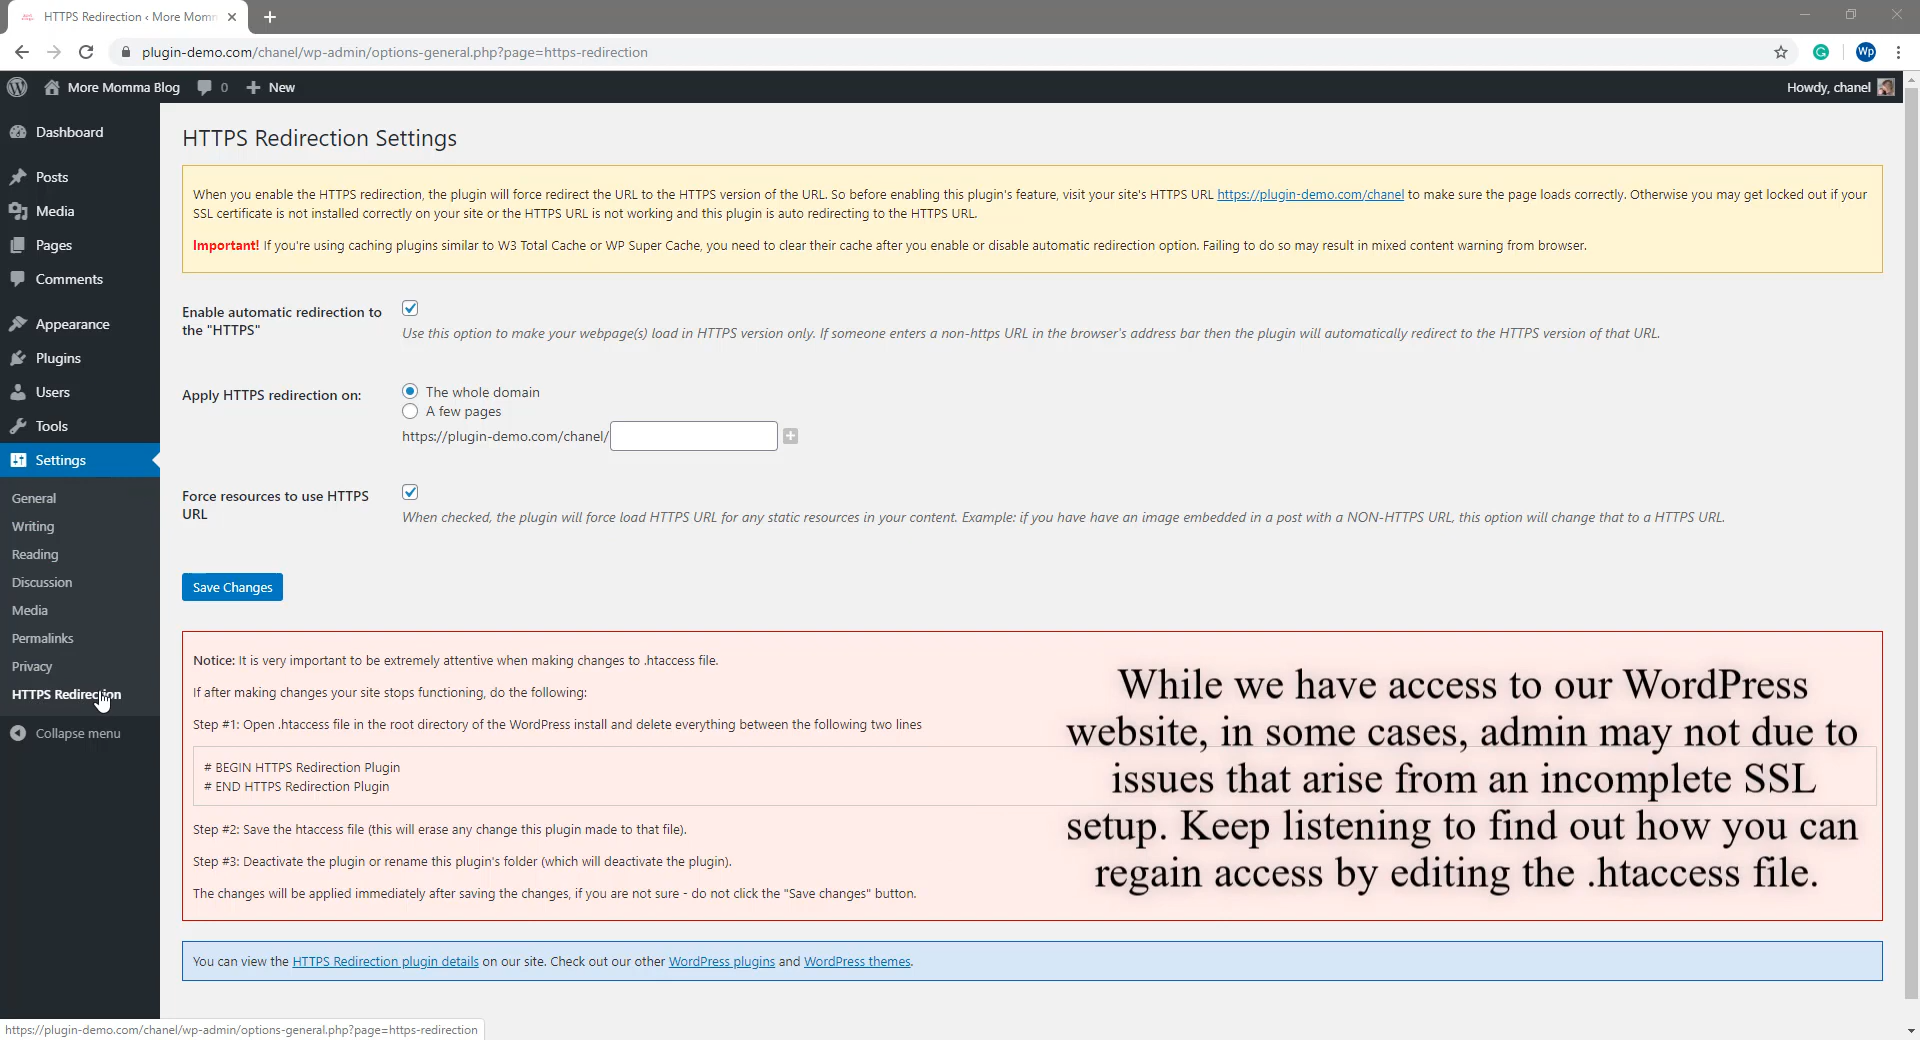 HTTPS Redirection ‹ More Momm
plugin-demo.com/chanel/wp-admin/options-general.php?page=https-redirection
Wp
More Momma Blog 0 New Howdy, chanel
Dashboard
Posts
Media
Pages
Comments
Appearance
Plugins
Users
Tools
Settings
General
Writing
Reading
Discussion
Media
Permalinks
Privacy
HTTPS Redirection
Collapse menu
HTTPS Redirection Settings
When you enable the HTTPS redirection, the plugin will force redirect the URL to the HTTPS version of the URL. So before enabling this plugin's feature, visit your site's HTTPS URL https://plugin-demo.com/chanel to make sure the page loads correctly. Otherwise you may get locked out if your
SSL certificate is not installed correctly on your site or the HTTPS URL is not working and this plugin is auto redirecting to the HTTPS URL.
Important! If you're using caching plugins similar to W3 Total Cache or WP Super Cache, you need to clear their cache after you enable or disable automatic redirection option. Failing to do so may result in mixed content warning from browser.
Enable automatic redirection to
the "HTTPS"
Use this option to make your webpage(s) load in HTTPS version only. If someone enters a non-https URL in the browser's address bar then the plugin will automatically redirect to the HTTPS version of that URL.
Apply HTTPS redirection on:
The whole domain
A few pages
https://plugin-demo.com/chanel/
Force resources to use HTTPS
URL
When checked, the plugin will force load HTTPS URL for any static resources in your content. Example: if you have have an image embedded in a post with a NON-HTTPS URL, this option will change that to a HTTPS URL.
Save Changes
Notice: It is very important to be extremely attentive when making changes to .htaccess file.
If after making changes your site stops functioning, do the following:
Step #1: Open .htaccess file in the root directory of the WordPress install and delete everything between the following two lines
# BEGIN HTTPS Redirection Plugin
# END HTTPS Redirection Plugin
Step #2: Save the htaccess file (this will erase any change this plugin made to that file).
Step #3: Deactivate the plugin or rename this plugin's folder (which will deactivate the plugin).
The changes will be applied immediately after saving the changes, if you are not sure - do not click the "Save changes" button.
While we have access to our WordPress
website, in some cases, admin may not due to
issues that arise from an incomplete SSL
setup. Keep listening to find out how you can
regain access by editing the .htaccess file.
You can view the HTTPS Redirection plugin details on our site. Check out our other WordPress plugins and WordPress themes.
https://plugin-demo.com/chanel/wp-admin/options-general.php?page=https-redirection